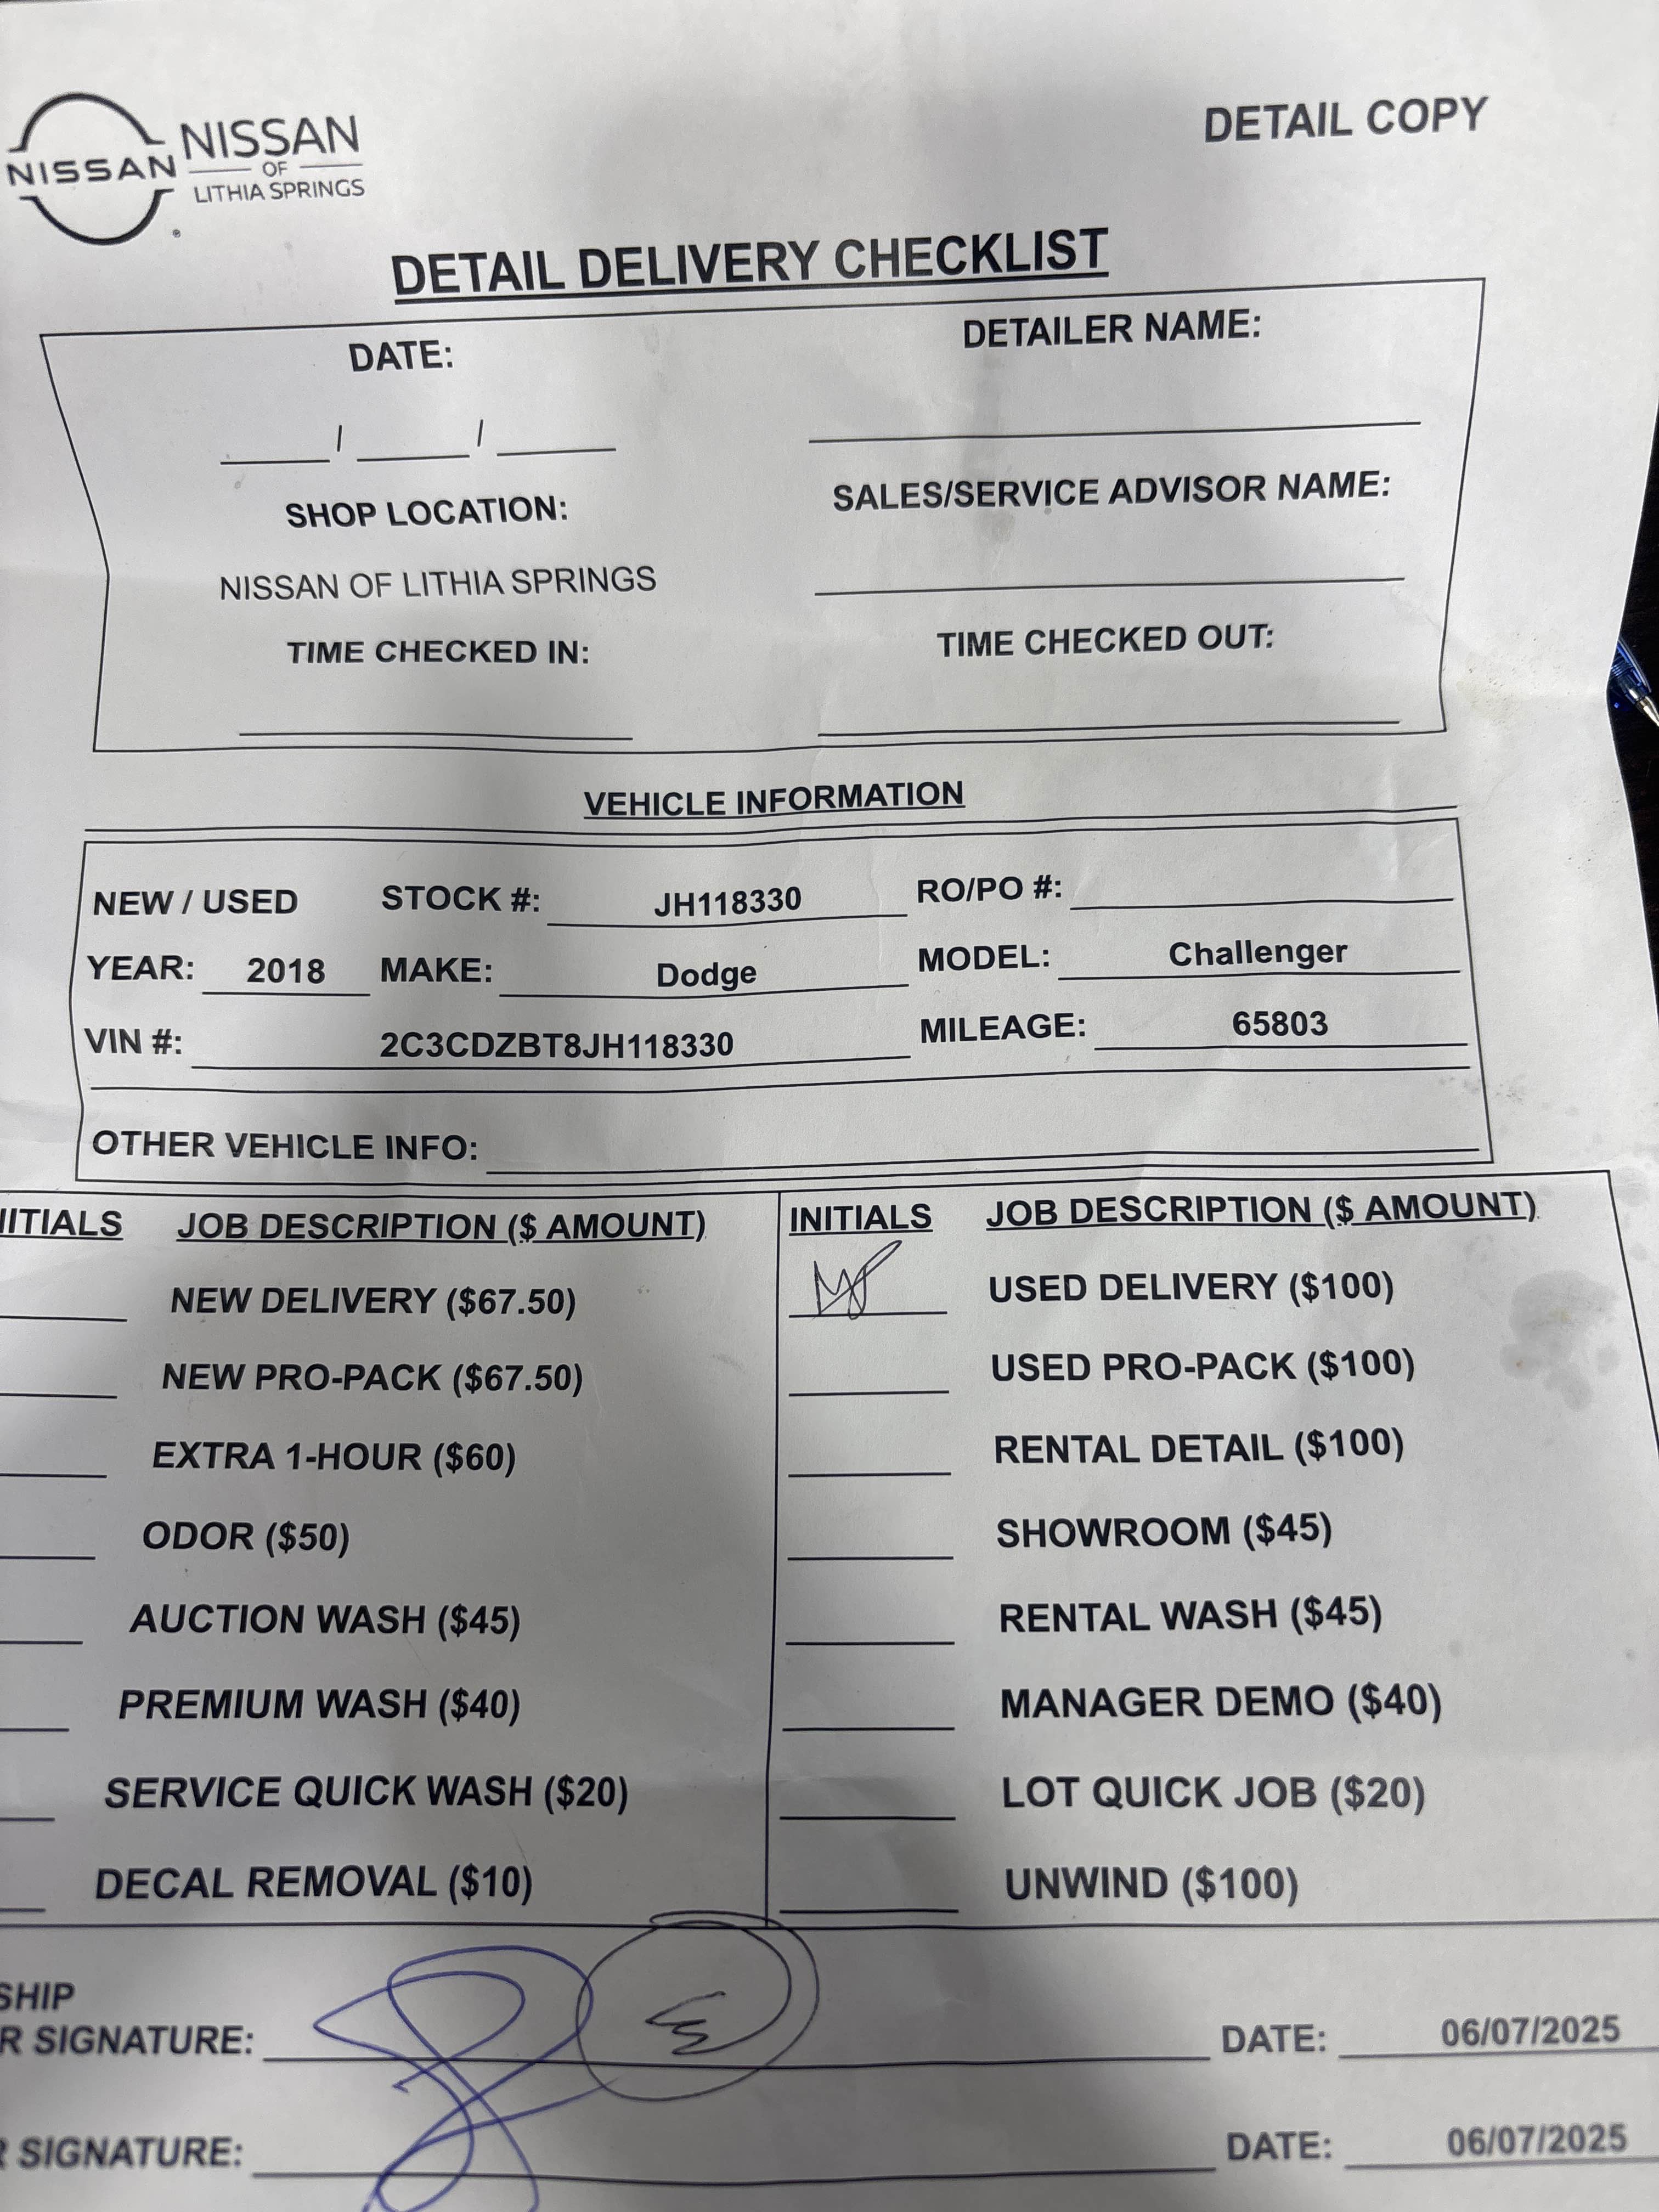 NISSAN
NISSAN
OF
LITHIA SPRINGS
®
DETAIL COPY
DETAIL DELIVERY CHECKLIST
DATE:
DETAILER NAME:
/ /
SHOP LOCATION:
SALES/SERVICE ADVISOR NAME:
NISSAN OF LITHIA SPRINGS
TIME CHECKED IN:
TIME CHECKED OUT:
VEHICLE INFORMATION
NEW / USED STOCK #: JH118330 RO/PO #:
YEAR: 2018 MAKE: Dodge MODEL: Challenger
VIN #: 2C3CDZBT8JH118330 MILEAGE: 65803
OTHER VEHICLE INFO:
ITIALS JOB DESCRIPTION ($ AMOUNT)
NEW DELIVERY ($67.50)
NEW PRO-PACK ($67.50)
EXTRA 1-HOUR ($60)
ODOR ($50)
AUCTION WASH ($45)
PREMIUM WASH ($40)
SERVICE QUICK WASH ($20)
DECAL REMOVAL ($10)
INITIALS JOB DESCRIPTION ($ AMOUNT)
USED DELIVERY ($100)
USED PRO-PACK ($100)
RENTAL DETAIL ($100)
SHOWROOM ($45)
RENTAL WASH ($45)
MANAGER DEMO ($40)
LOT QUICK JOB ($20)
UNWIND ($100)
SHIP
R SIGNATURE: DATE: 06/07/2025
R SIGNATURE: DATE: 06/07/2025